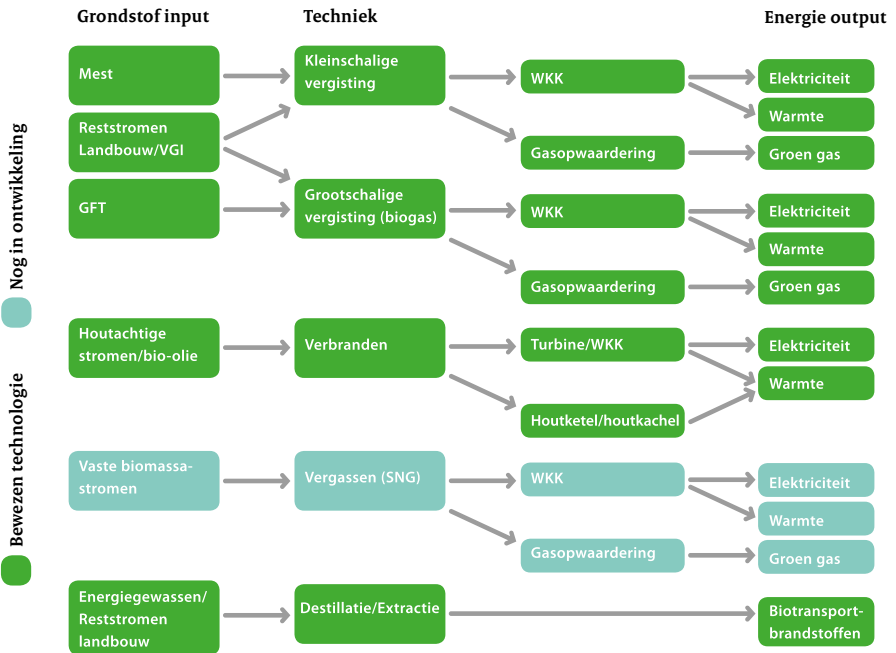 Grondstof input
Techniek
Energie output
Mest
Kleinschalige
vergisting
WKK
Elektriciteit
Warmte
Reststromen
Landbouw/VGI
Gasopwaardering
Groen gas
GFT
Grootschalige
vergisting (biogas)
WKK
Elektriciteit
Warmte
Gasopwaardering
Groen gas
Houtachtige
stromen/bio-olie
Verbranden
Turbine/WKK
Elektriciteit
Warmte
Houtketel/houtkachel
Vaste biomassa-
stromen
Vergassen (SNG)
WKK
Elektriciteit
Warmte
Gasopwaardering
Groen gas
Energiegewassen/
Reststromen
landbouw
Destillatie/Extractie
Biotransport-
brandstoffen
Nog in ontwikkeling
Bewezen technologie